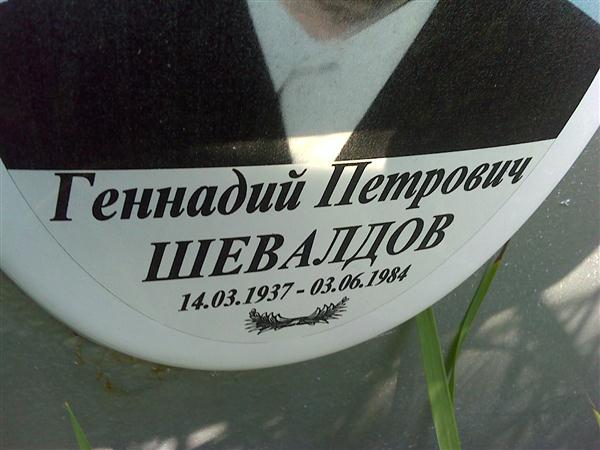 Геннадий Петрович
ШЕВАЛДОВ
14.03.1937 - 03.06.1984